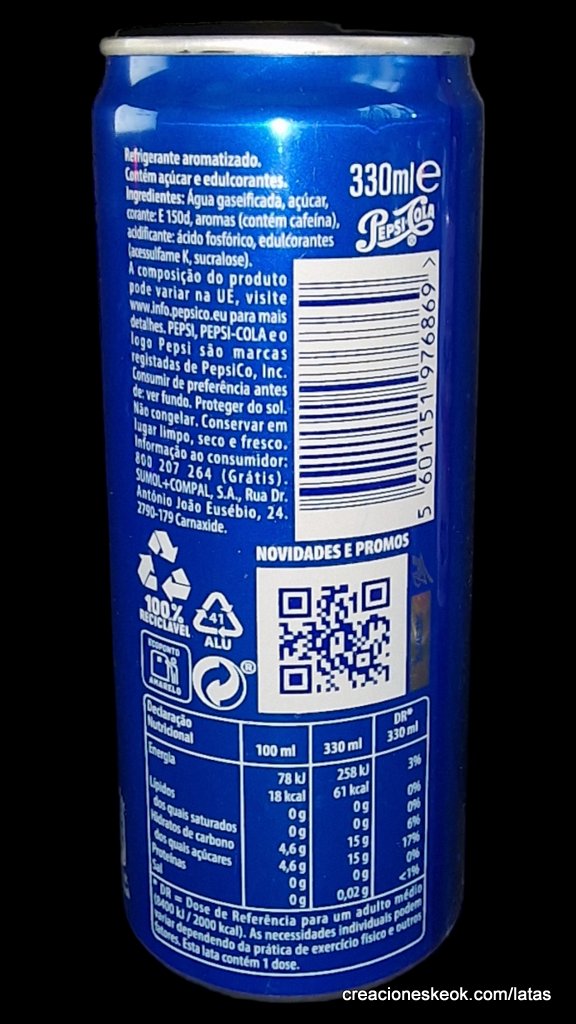 Refrigerante aromatizado.
Contém açúcar e edulcorantes.
Ingredientes: Água gaseificada, açúcar,
corante: E 150d, aromas (contém cafeína),
acidificante: ácido fosfórico, edulcorantes
(acessulfame K, sucralose).
A composição do produto
pode variar na UE, visite
www.info.pepsico.eu para mais
detalhes. PEPSI, PEPSI-COLA e o
logo Pepsi são marcas
registadas de PepsiCo, Inc.
Consumir de preferência antes
de: ver fundo. Proteger do sol.
Não congelar. Conservar em
lugar limpo, seco e fresco.
Informação ao consumidor:
800 207 264 (Grátis).
SUMOL+COMPAL, S.A., Rua Dr.
António João Eusébio, 24.
2790-179 Carnaxide.
330ml e
PEPSI-COLA®
5 601151 976869 >
NOVIDADES E PROMOS
100%
RECICLÁVEL
41
ALU
ECOPONTO
AMARELO
®
Declaração
Nutricional
100 ml
330 ml
DR*
330 ml
Energia 78 kJ 258 kJ 3%
18 kcal 61 kcal
Lípidos 0 g 0 g 0%
dos quais saturados 0 g 0 g 0%
Hidratos de carbono 4,6 g 15 g 6%
dos quais açúcares 4,6 g 15 g 17%
Proteínas 0 g 0 g 0%
Sal 0 g 0,02 g <1%
* DR = Dose de Referência para um adulto médio
(8400 kJ / 2000 kcal). As necessidades individuais podem
variar dependendo da prática de exercício físico e outros
fatores. Esta lata contém 1 dose.
creacioneskeok.com/latas